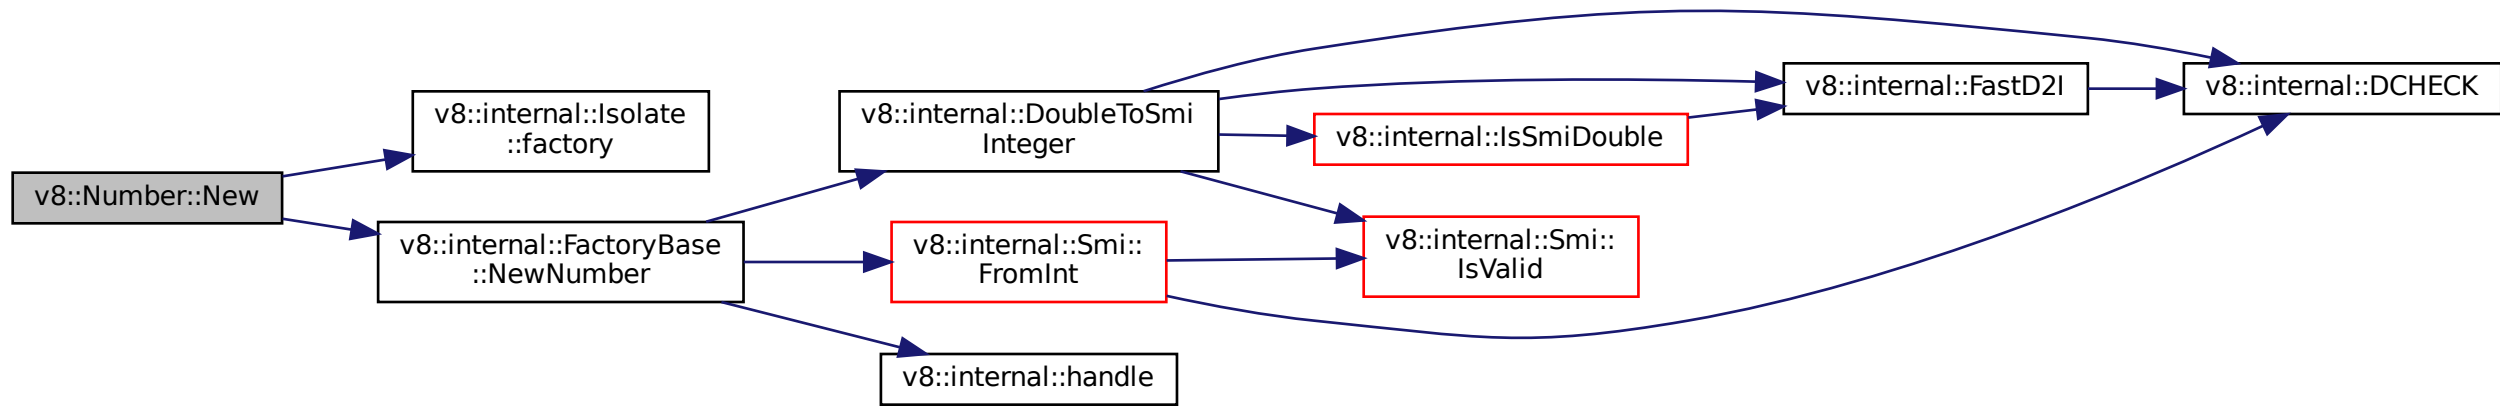 v8::Number::New
v8::internal::Isolate
::factory
v8::internal::FactoryBase
::NewNumber
v8::internal::DoubleToSmi
Integer
v8::internal::Smi::
FromInt
v8::internal::handle
v8::internal::IsSmiDouble
v8::internal::Smi::
IsValid
v8::internal::FastD2I
v8::internal::DCHECK